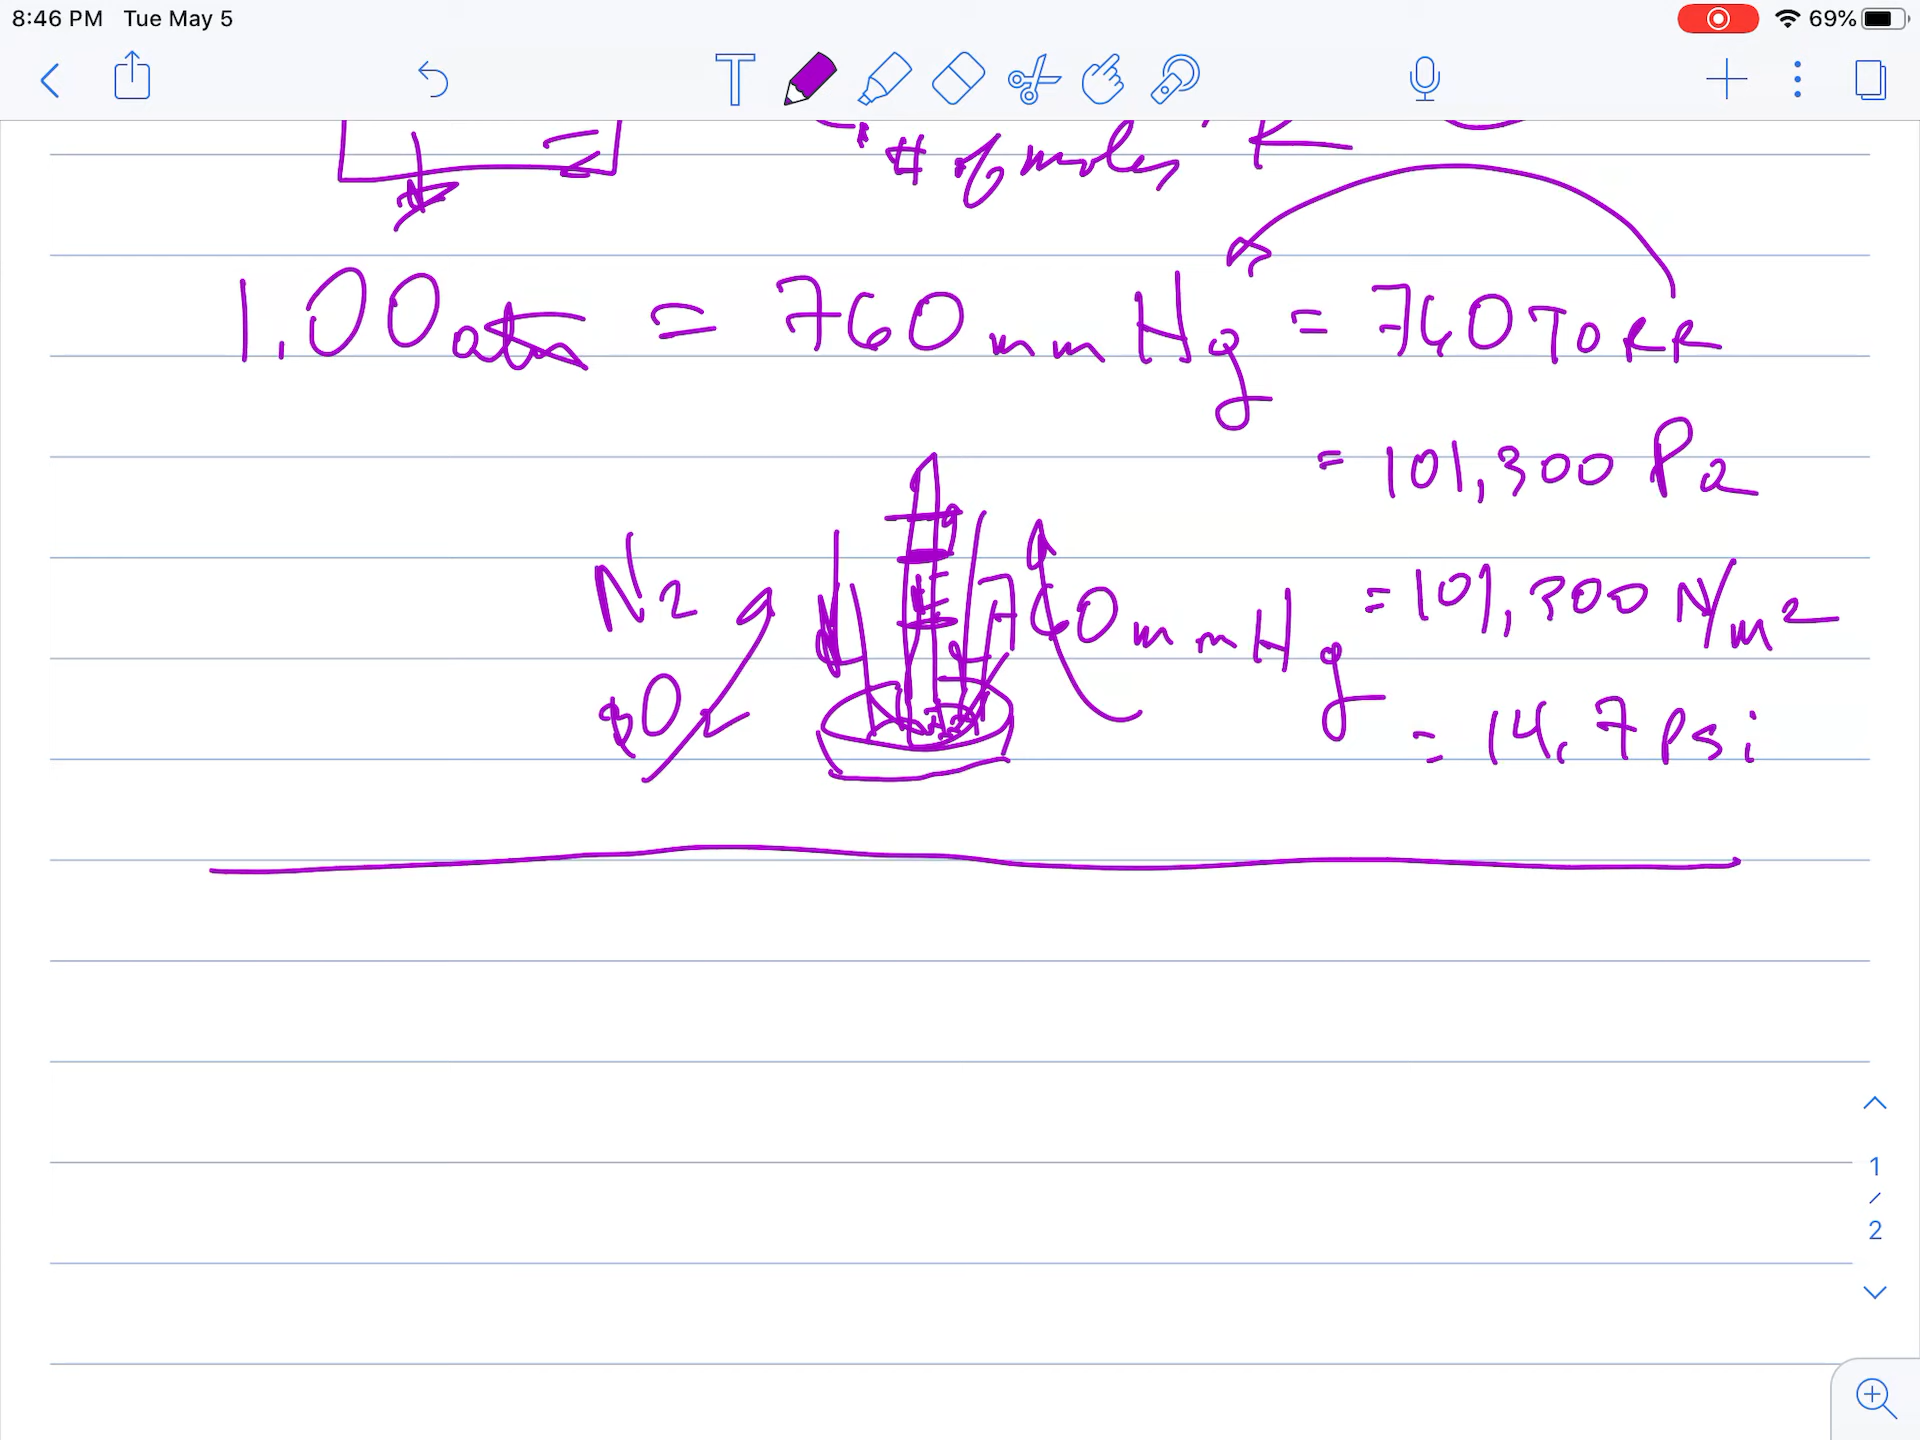 8:46 PM Tue May 5
69%
# of moles
1.00 atm = 760 mm Hg = 760 TORR
= 101,300 Pa
N2
760 mm Hg
= 101,300 N/m2
O2
= 14.7 psi
1
/
2